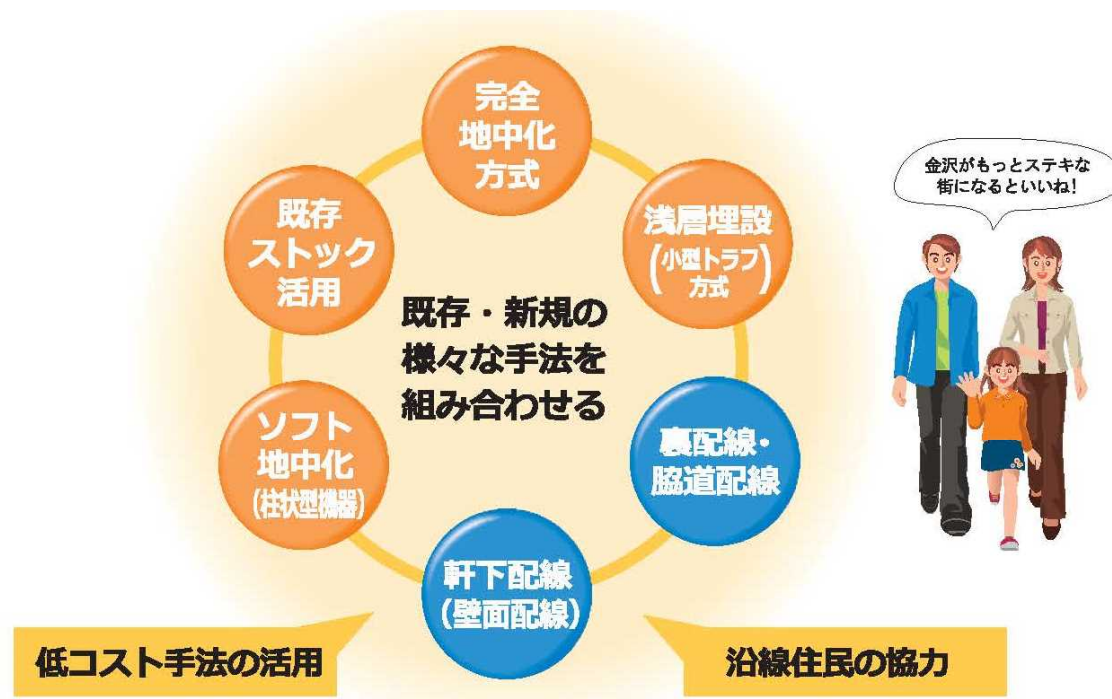 完全
地中化
方式
浅層埋設
(小型トラフ方式)
裏配線・
脇道配線
軒下配線
(壁面配線)
ソフト
地中化
(柱状型機器)
既存
ストック
活用
既存・新規の
様々な手法を
組み合わせる
金沢がもっとステキな
街になるといいね!
低コスト手法の活用
沿線住民の協力